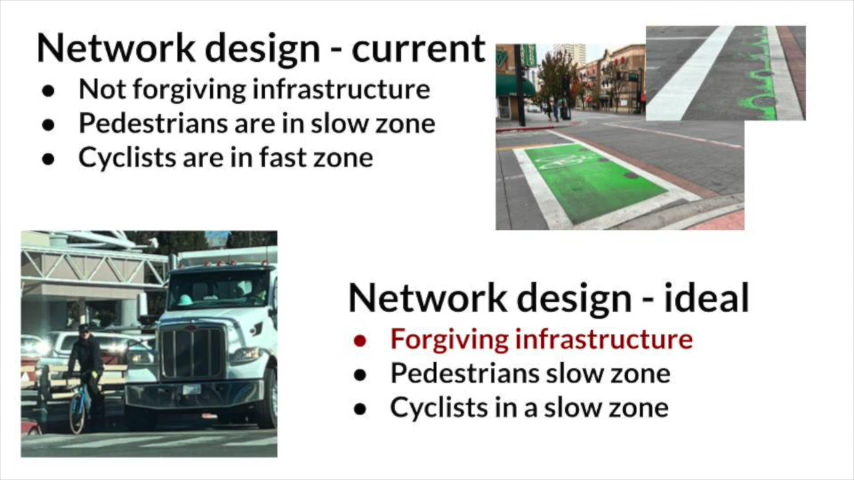 Network design - current
● Not forgiving infrastructure
● Pedestrians are in slow zone
● Cyclists are in fast zone
Network design - ideal
● Forgiving infrastructure
● Pedestrians slow zone
● Cyclists in a slow zone